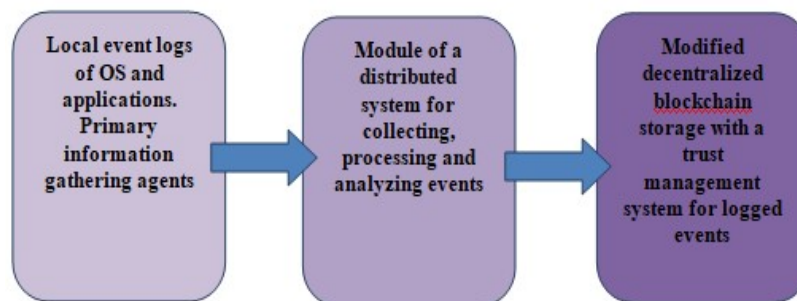 Local event logs
of OS and
applications.
Primary
information
gathering agents
Module of a
distributed
system for
collecting,
processing and
analyzing events
Modified
decentralized
blockchain
storage with a
trust
management
system for logged
events